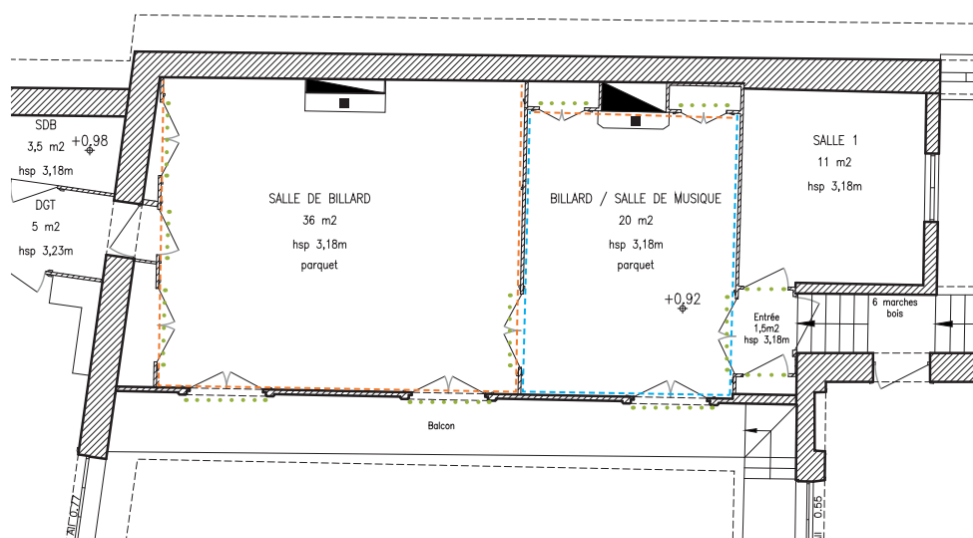 SDB
3,5 m2
+0,98
hsp 3,18m
DGT
5 m2
hsp 3,23m
SALLE DE BILLARD
36 m2
hsp 3,18m
parquet
BILLARD / SALLE DE MUSIQUE
20 m2
hsp 3,18m
parquet
+0,92
SALLE 1
11 m2
hsp 3,18m
Entrée
1,5m2
hsp 3,18m
6 marches
bois
Balcon
All 0.77
0.55